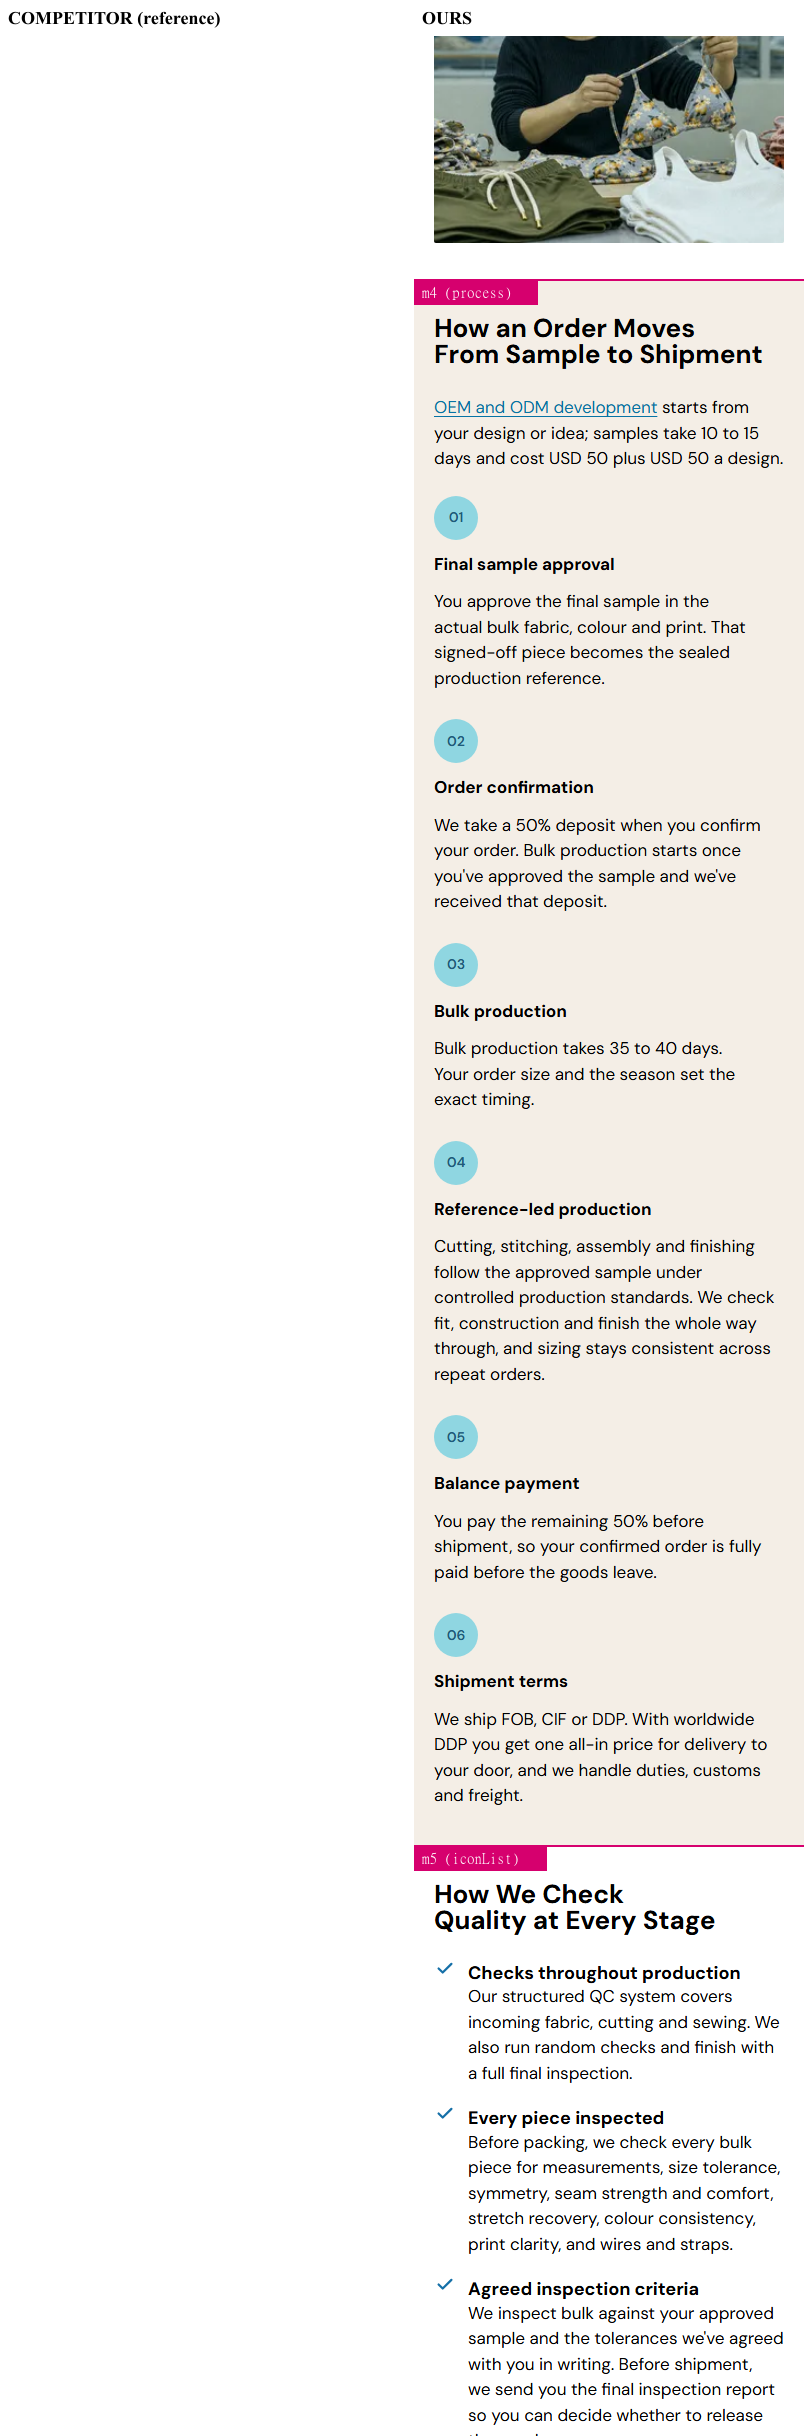 COMPETITOR (reference)
OURS
m4 (process)
How an Order Moves
From Sample to Shipment
OEM and ODM development starts from
your design or idea; samples take 10 to 15
days and cost USD 50 plus USD 50 a design.
01
Final sample approval
You approve the final sample in the
actual bulk fabric, colour and print. That
signed-off piece becomes the sealed
production reference.
02
Order confirmation
We take a 50% deposit when you confirm
your order. Bulk production starts once
you've approved the sample and we've
received that deposit.
03
Bulk production
Bulk production takes 35 to 40 days.
Your order size and the season set the
exact timing.
04
Reference-led production
Cutting, stitching, assembly and finishing
follow the approved sample under
controlled production standards. We check
fit, construction and finish the whole way
through, and sizing stays consistent across
repeat orders.
05
Balance payment
You pay the remaining 50% before
shipment, so your confirmed order is fully
paid before the goods leave.
06
Shipment terms
We ship FOB, CIF or DDP. With worldwide
DDP you get one all-in price for delivery to
your door, and we handle duties, customs
and freight.
m5 (iconList)
How We Check
Quality at Every Stage
Checks throughout production
Our structured QC system covers
incoming fabric, cutting and sewing. We
also run random checks and finish with
a full final inspection.
Every piece inspected
Before packing, we check every bulk
piece for measurements, size tolerance,
symmetry, seam strength and comfort,
stretch recovery, colour consistency,
print clarity, and wires and straps.
Agreed inspection criteria
We inspect bulk against your approved
sample and the tolerances we've agreed
with you in writing. Before shipment,
we send you the final inspection report
so you can decide whether to release